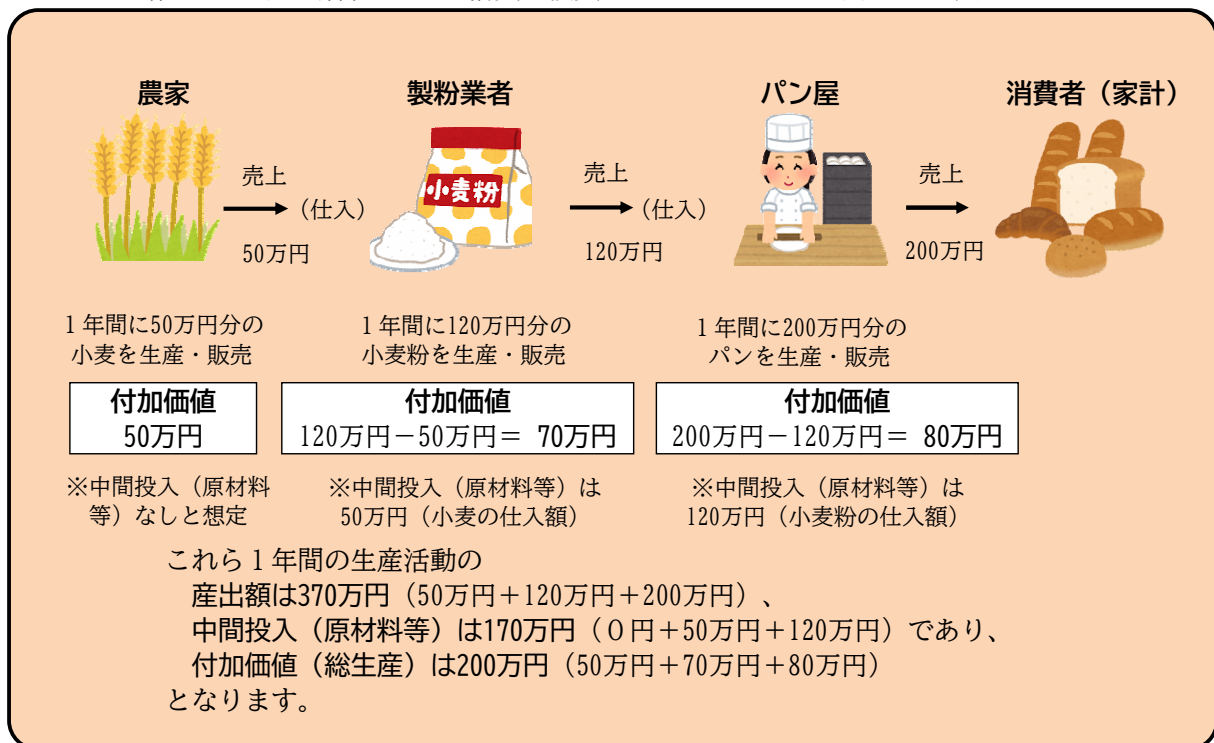 農家
製粉業者
パン屋
消費者（家計）
小麦粉
売上
（仕入）
50万円
売上
（仕入）
120万円
売上
200万円
１年間に50万円分の
小麦を生産・販売
１年間に120万円分の
小麦粉を生産・販売
１年間に200万円分の
パンを生産・販売
付加価値
50万円
付加価値
120万円－50万円＝ 70万円
付加価値
200万円－120万円＝ 80万円
※中間投入（原材料
等）なしと想定
※中間投入（原材料等）は
50万円（小麦の仕入額）
※中間投入（原材料等）は
120万円（小麦粉の仕入額）
これら１年間の生産活動の
産出額は370万円（50万円＋120万円＋200万円）、
中間投入（原材料等）は170万円（０円＋50万円＋120万円）であり、
付加価値（総生産）は200万円（50万円＋70万円＋80万円）
となります。